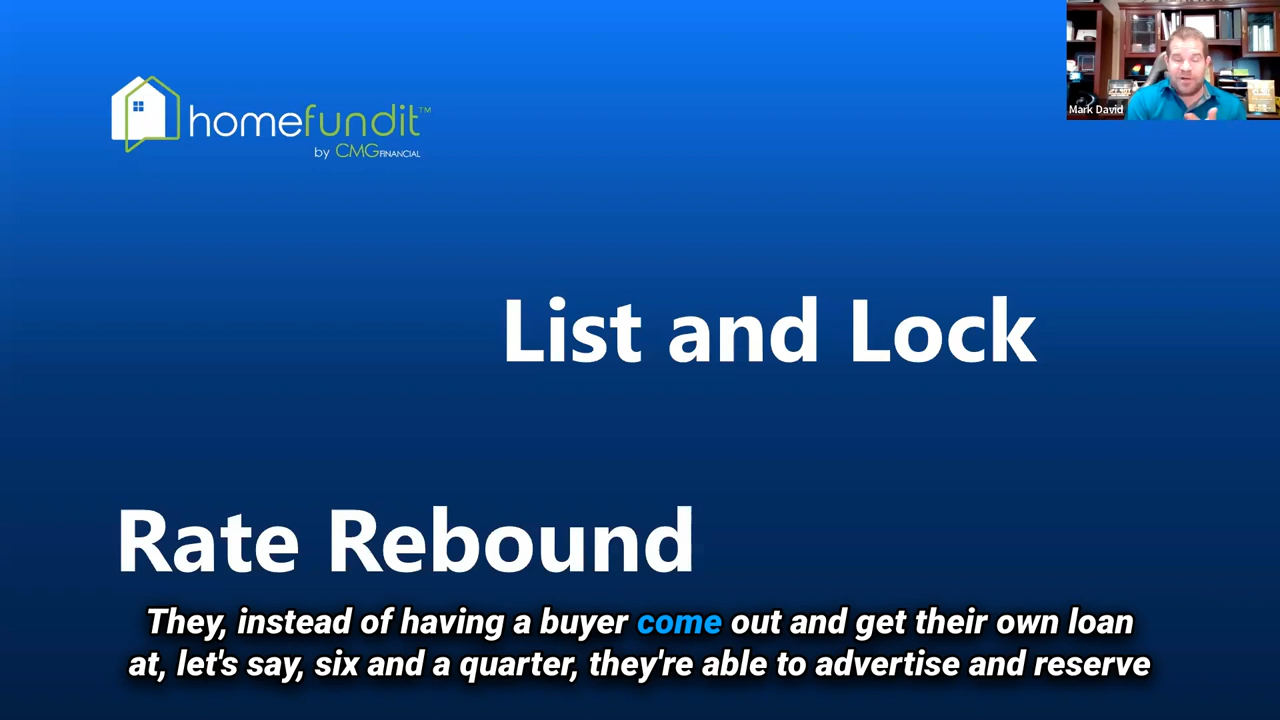 homefundit™
by CMG FINANCIAL
Mark David
List and Lock
Rate Rebound
They, instead of having a buyer come out and get their own loan
at, let's say, six and a quarter, they're able to advertise and reserve